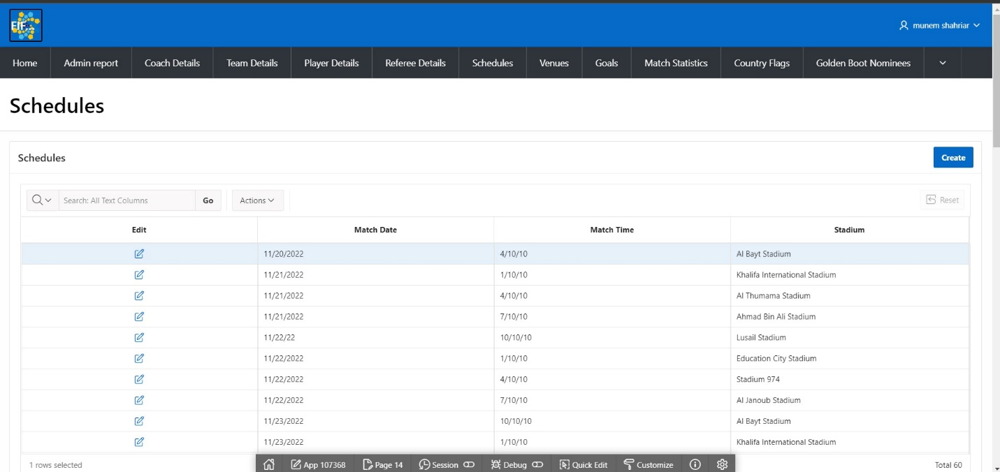 FIF...
munem shahriar
Home Admin report Coach Details Team Details Player Details Referee Details Schedules Venues Goals Match Statistics Country Flags Golden Boot Nominees
Schedules
Schedules Create
Search: All Text Columns Go Actions Reset
Edit Match Date Match Time Stadium
11/20/2022 4/10/10 Al Bayt Stadium
11/21/2022 1/10/10 Khalifa International Stadium
11/21/2022 4/10/10 Al Thumama Stadium
11/21/2022 7/10/10 Ahmad Bin Ali Stadium
11/22/22 10/10/10 Lusail Stadium
11/22/2022 1/10/10 Education City Stadium
11/22/2022 4/10/10 Stadium 974
11/22/2022 7/10/10 Al Janoub Stadium
11/23/2022 10/10/10 Al Bayt Stadium
11/23/2022 1/10/10 Khalifa International Stadium
1 rows selected App 107368 Page 14 Session Debug Quick Edit Customize Total 60